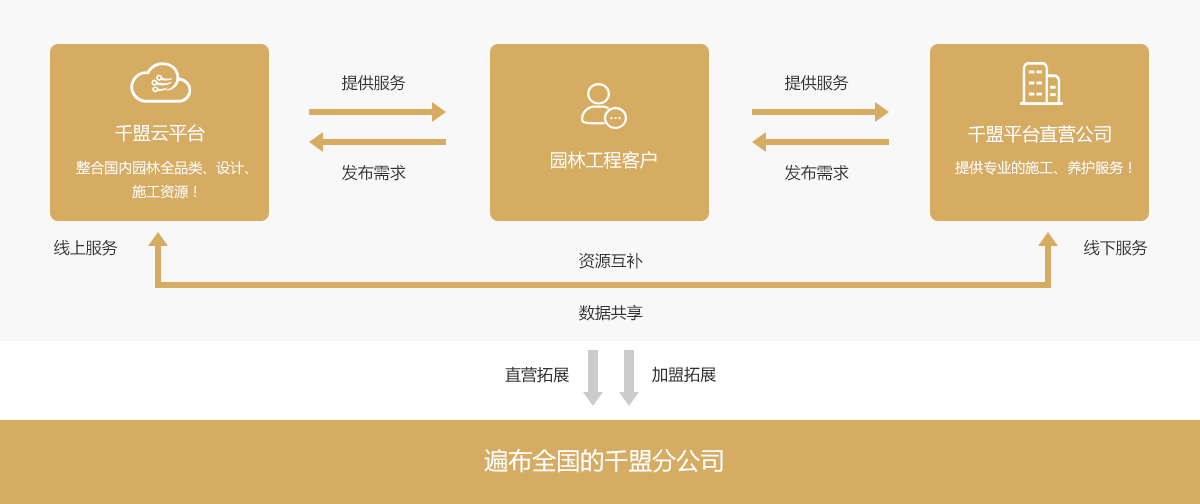 千盟云平台
整合国内园林全品类、设计、
施工资源！
提供服务
发布需求
园林工程客户
提供服务
发布需求
千盟平台直营公司
提供专业的施工、养护服务！
线上服务
资源互补
线下服务
数据共享
直营拓展
加盟拓展
遍布全国的千盟分公司